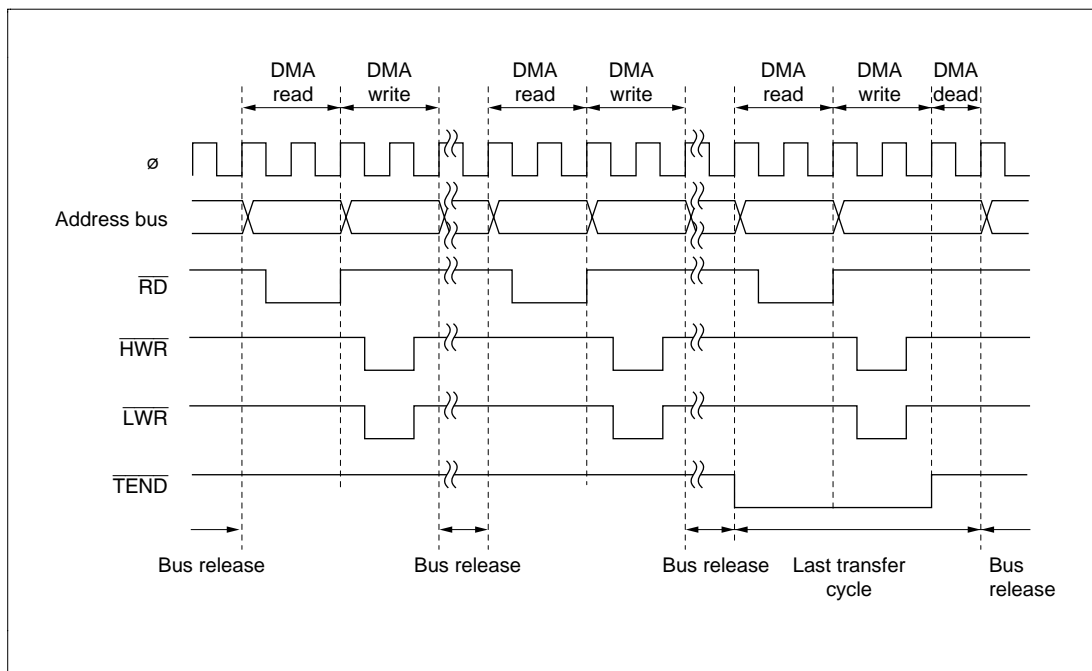 DMA read
DMA write
DMA read
DMA write
DMA read
DMA write
DMA dead
ø
Address bus
RD
HWR
LWR
TEND
Bus release
Bus release
Bus release
Last transfer cycle
Bus release